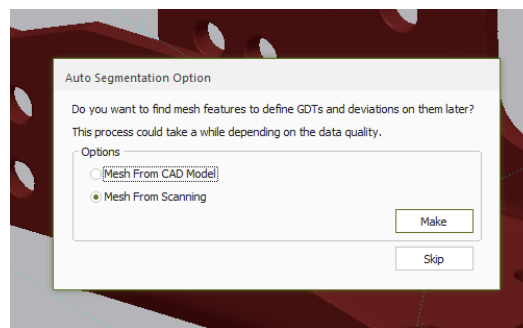 Auto Segmentation Option
Do you want to find mesh features to define GDTs and deviations on them later?
This process could take a while depending on the data quality.
Options
Mesh From CAD Model
Mesh From Scanning
Make
Skip